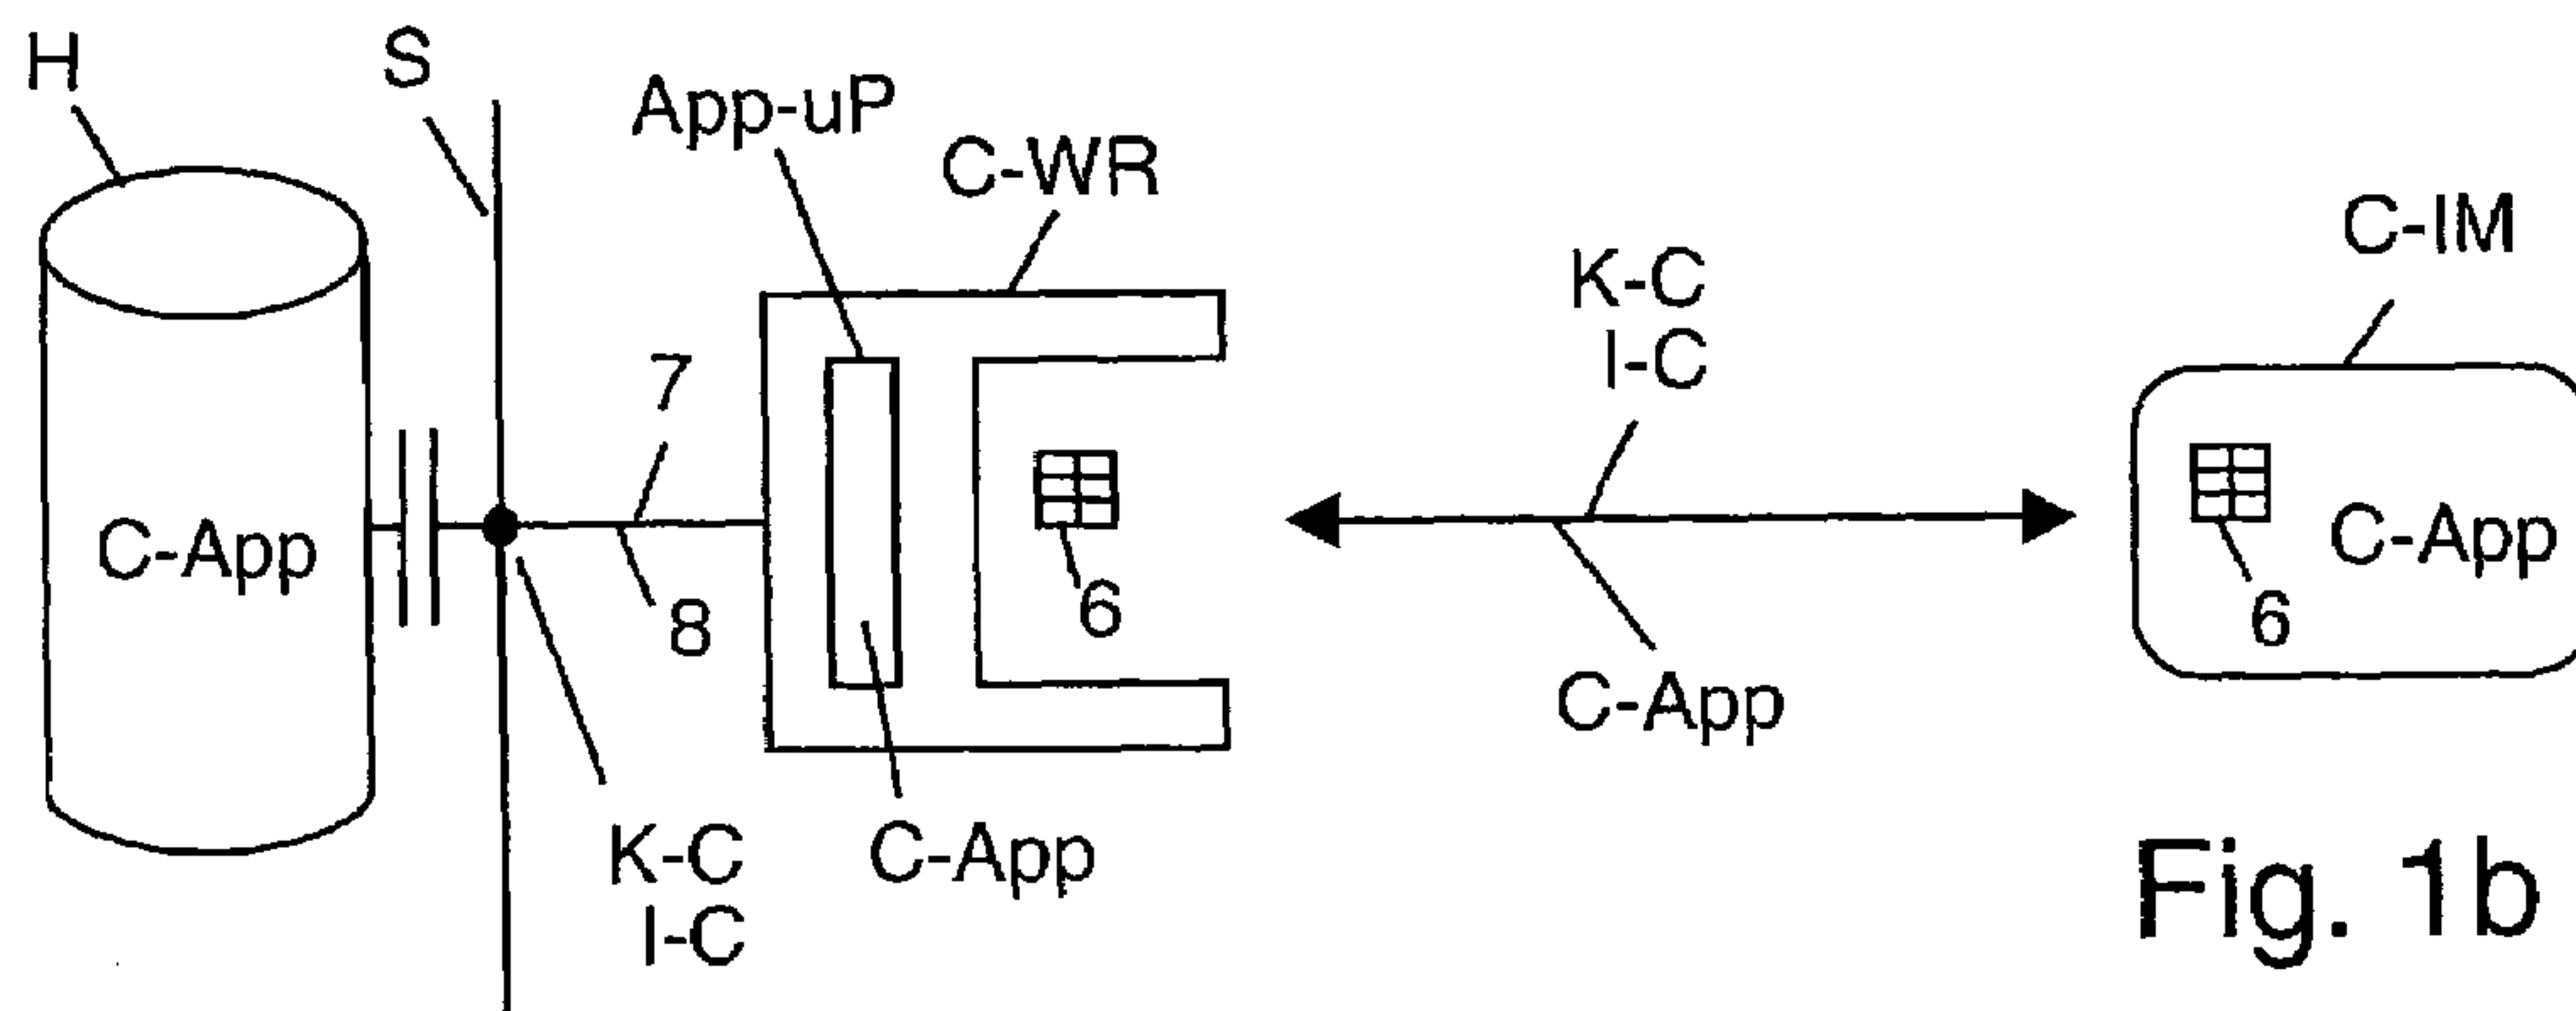 H
S
App-uP
C-WR
C-IM
K-C
I-C
7
C-App
8
6
C-App
6
C-App
K-C
I-C
C-App
Fig. 1b